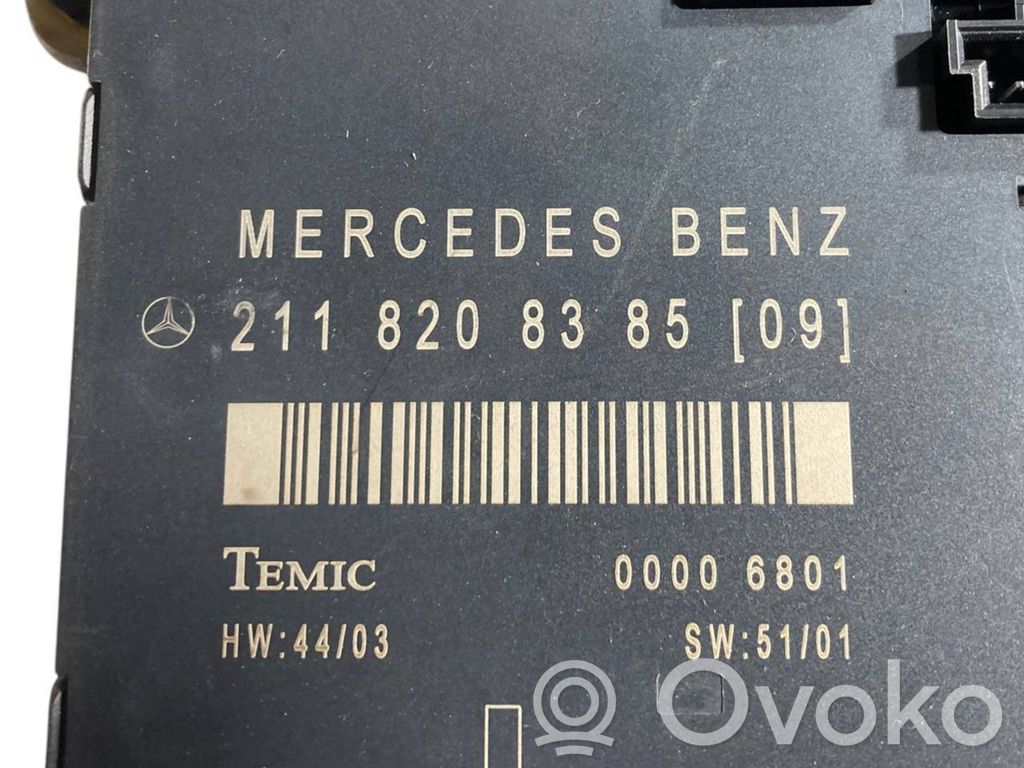 MERCEDES BENZ
211 820 83 85 [09]
TEMIC 0000 6801
HW:44/03 SW:51/01
Ovoko